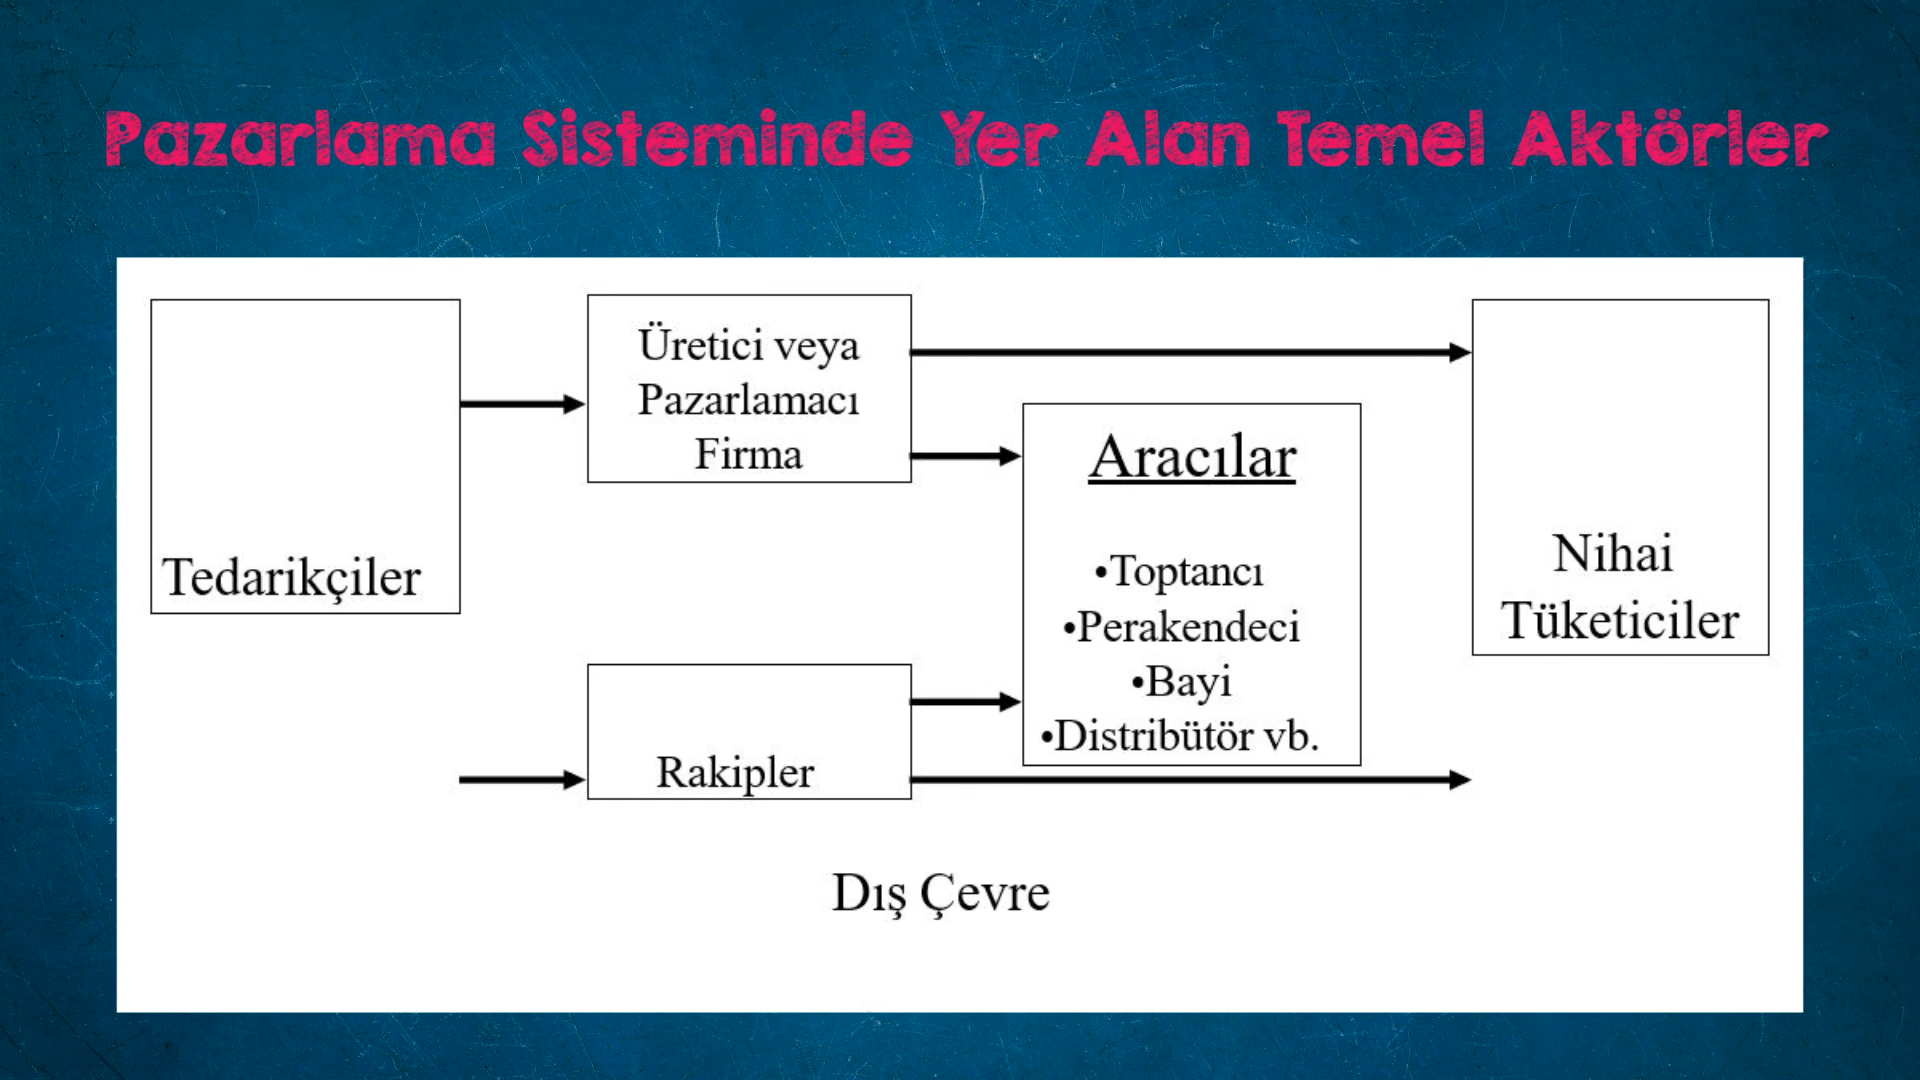 Pazarlama Sisteminde Yer Alan Temel Aktörler
Tedarikçiler
Üretici veya
Pazarlamacı
Firma
Aracılar
•Toptancı
•Perakendeci
•Bayi
•Distribütör vb.
Nihai
Tüketiciler
Rakipler
Dış Çevre